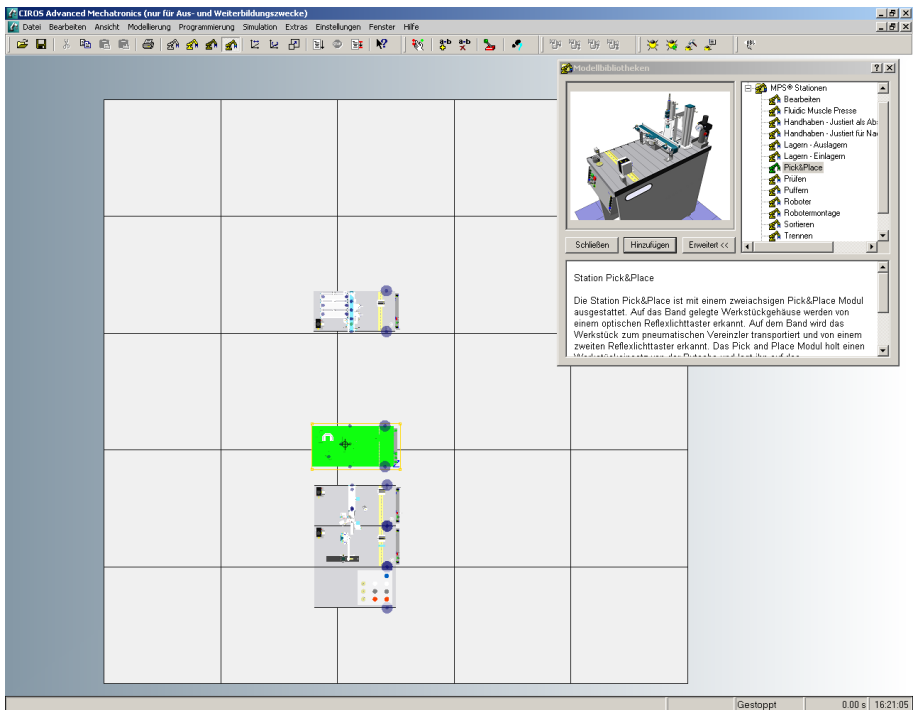 CIROS Advanced Mechatronics (nur für Aus- und Weiterbildungszwecke)
Datei Bearbeiten Ansicht Modellierung Programmierung Simulation Extras Einstellungen Fenster Hilfe
Modellbibliotheken
MPS® Stationen
Bearbeiten
Fluidic Muscle Presse
Handhaben - Justiert als Ab
Handhaben - Justiert für Na
Lagern - Auslagern
Lagern - Einlagern
Pick&Place
Prüfen
Puffern
Roboter
Robotermontage
Sortieren
Trennen
Schließen Hinzufügen Erweitert <<
Station Pick&Place
Die Station Pick&Place ist mit einem zweiachsigen Pick&Place Modul
ausgestattet. Auf das Band gelegte Werkstückgehäuse werden von
einem optischen Reflexlichttaster erkannt. Auf dem Band wird das
Werkstück zum pneumatischen Vereinzler transportiert und von einem
zweiten Reflexlichttaster erkannt. Das Pick and Place Modul holt einen
Gestoppt 0.00 s 16:21:05